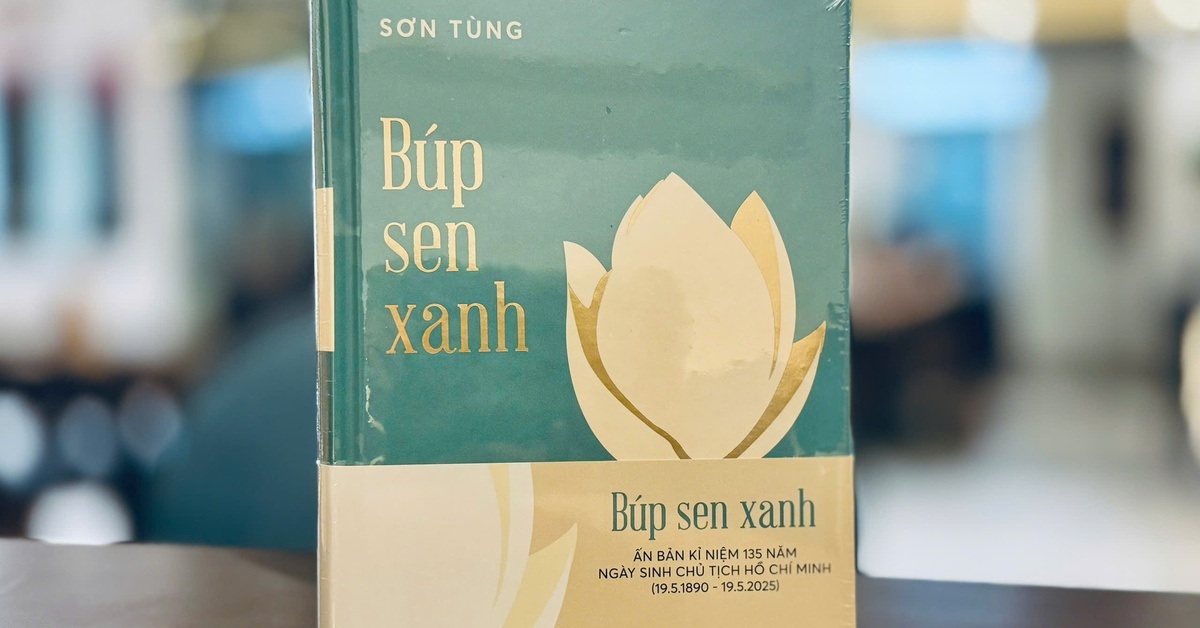 SƠN TÙNG
Búp
sen
xanh
Búp sen xanh
ẤN BẢN KỈ NIỆM 135 NĂM
NGÀY SINH CHỦ TỊCH HỒ CHÍ MINH
(19.5.1890 - 19.5.2025)